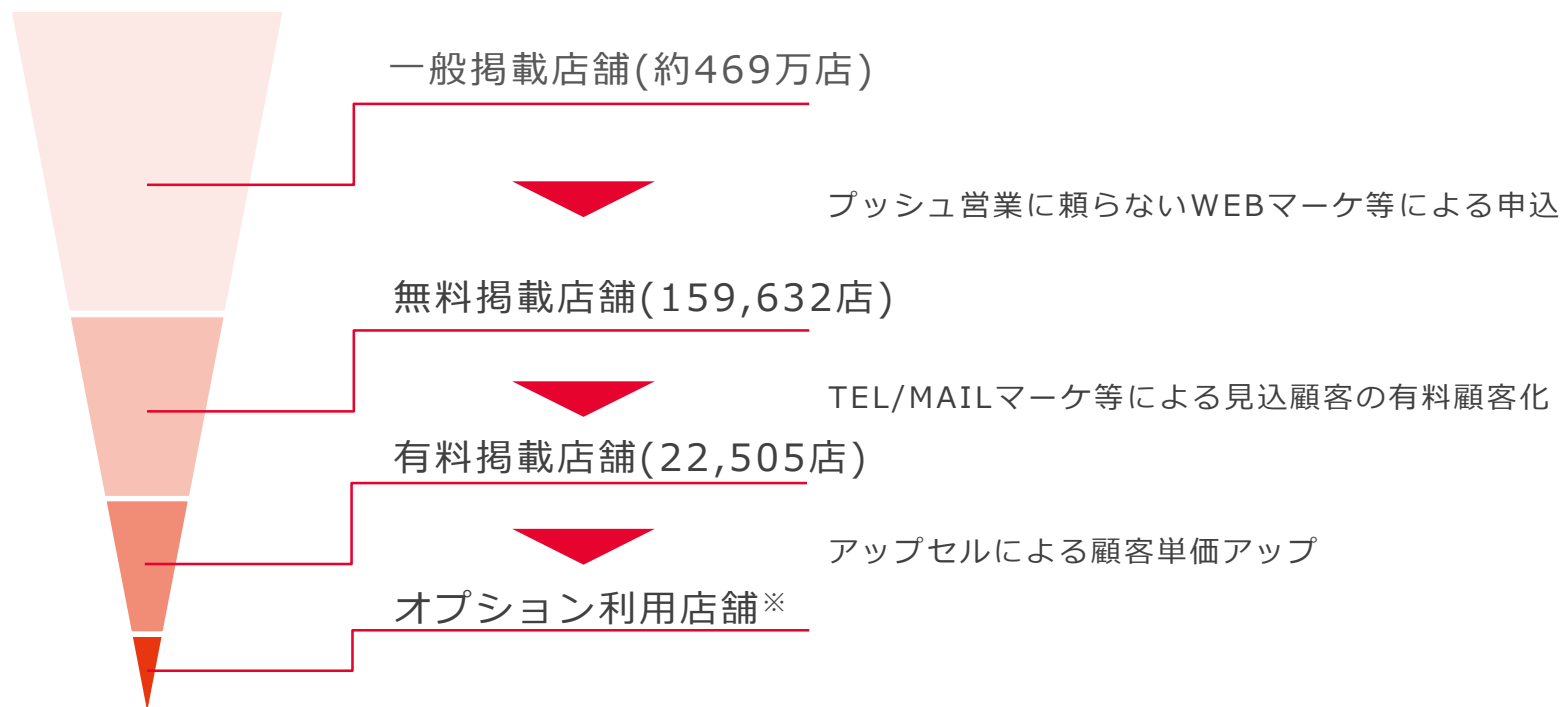 一般掲載店舗(約469万店)
プッシュ営業に頼らないWEBマーケ等による申込
無料掲載店舗(159,632店)
TEL/MAILマーケ等による見込顧客の有料顧客化
有料掲載店舗(22,505店)
アップセルによる顧客単価アップ
オプション利用店舗※